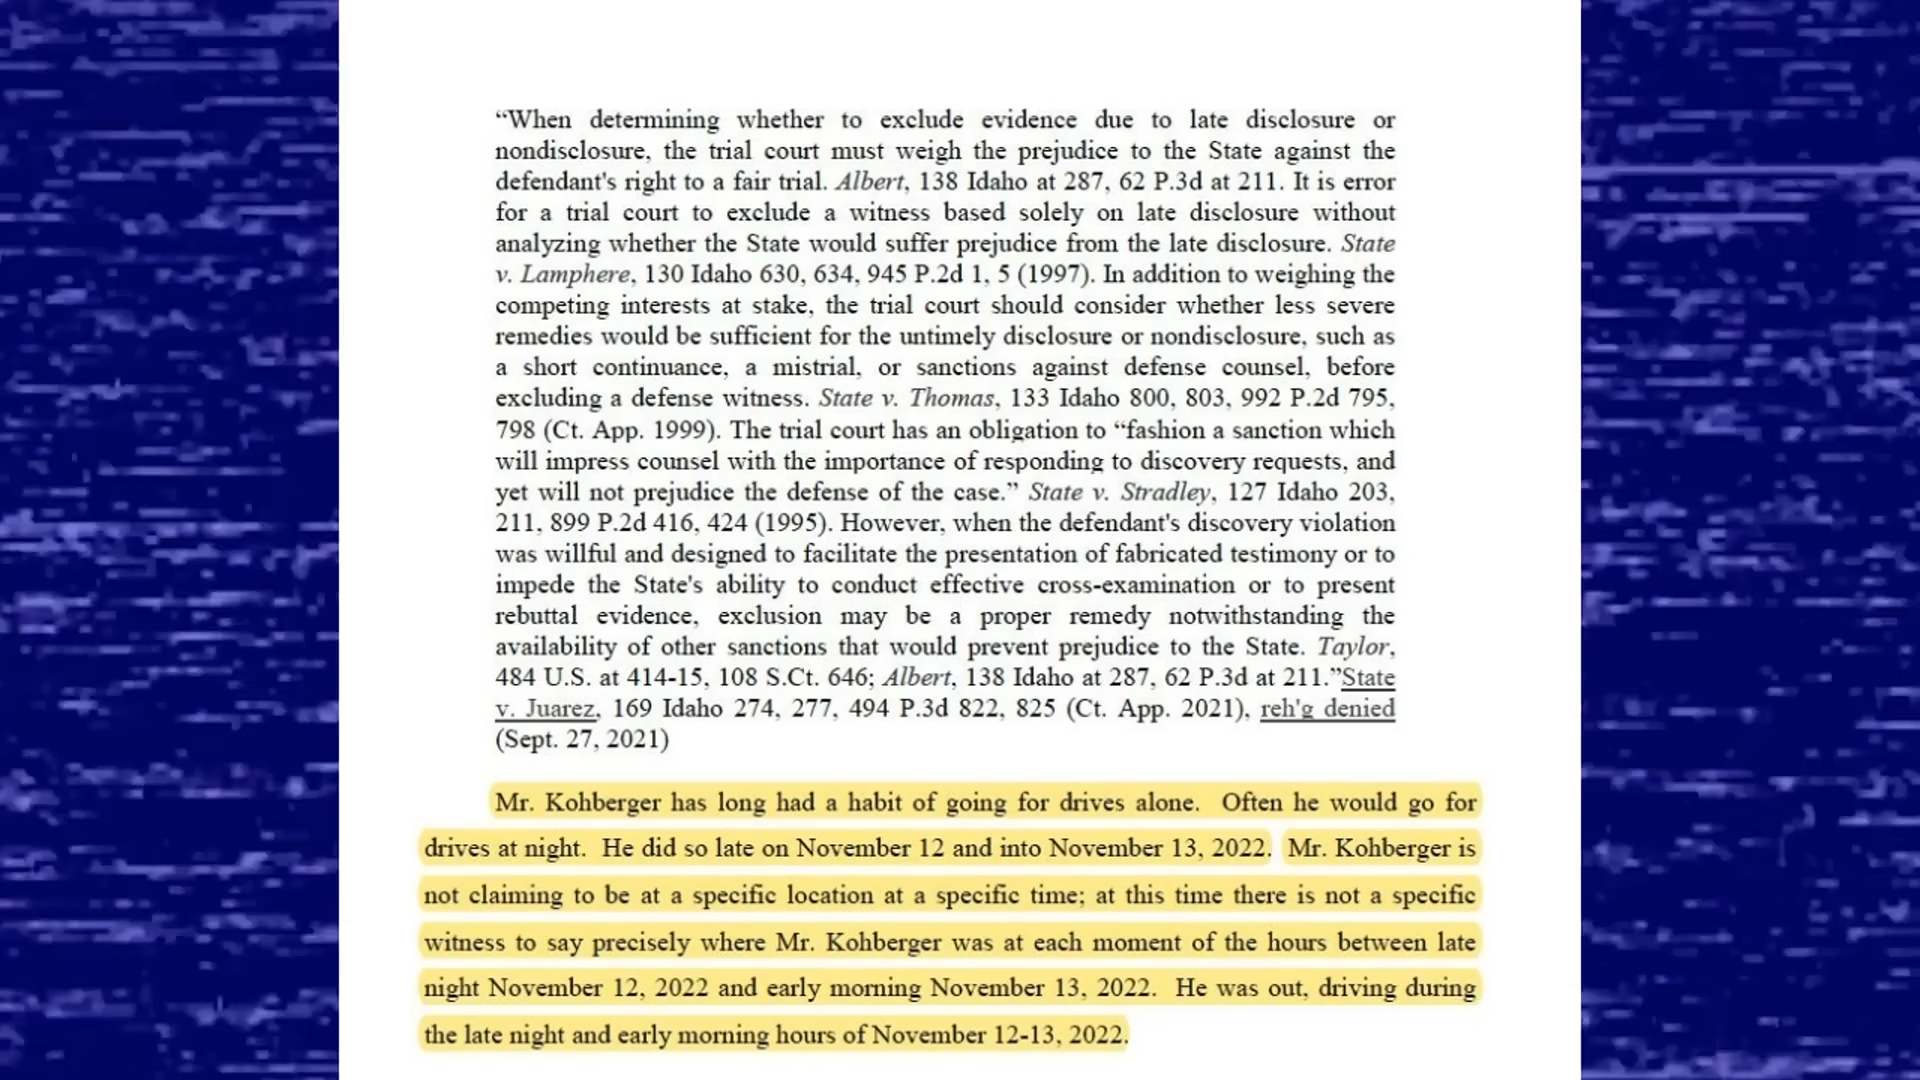 “When determining whether to exclude evidence due to late disclosure or
nondisclosure, the trial court must weigh the prejudice to the State against the
defendant's right to a fair trial. Albert, 138 Idaho at 287, 62 P.3d at 211. It is error
for a trial court to exclude a witness based solely on late disclosure without
analyzing whether the State would suffer prejudice from the late disclosure. State
v. Lamphere, 130 Idaho 630, 634, 945 P.2d 1, 5 (1997). In addition to weighing the
competing interests at stake, the trial court should consider whether less severe
remedies would be sufficient for the untimely disclosure or nondisclosure, such as
a short continuance, a mistrial, or sanctions against defense counsel, before
excluding a defense witness. State v. Thomas, 133 Idaho 800, 803, 992 P.2d 795,
798 (Ct. App. 1999). The trial court has an obligation to “fashion a sanction which
will impress counsel with the importance of responding to discovery requests, and
yet will not prejudice the defense of the case.” State v. Stradley, 127 Idaho 203,
211, 899 P.2d 416, 424 (1995). However, when the defendant's discovery violation
was willful and designed to facilitate the presentation of fabricated testimony or to
impede the State's ability to conduct effective cross-examination or to present
rebuttal evidence, exclusion may be a proper remedy notwithstanding the
availability of other sanctions that would prevent prejudice to the State. Taylor,
484 U.S. at 414-15, 108 S.Ct. 646; Albert, 138 Idaho at 287, 62 P.3d at 211.”State
v. Juarez, 169 Idaho 274, 277, 494 P.3d 822, 825 (Ct. App. 2021), reh'g denied
(Sept. 27, 2021)
Mr. Kohberger has long had a habit of going for drives alone. Often he would go for
drives at night. He did so late on November 12 and into November 13, 2022. Mr. Kohberger is
not claiming to be at a specific location at a specific time; at this time there is not a specific
witness to say precisely where Mr. Kohberger was at each moment of the hours between late
night November 12, 2022 and early morning November 13, 2022. He was out, driving during
the late night and early morning hours of November 12-13, 2022.